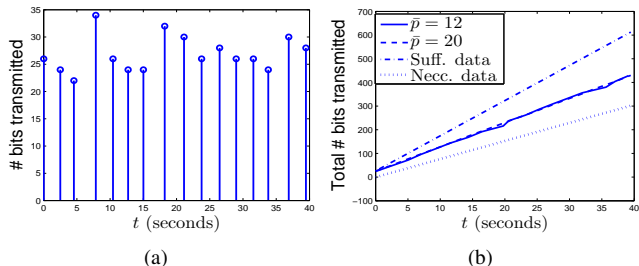 # bits transmitted
35
30
25
20
15
10
5
0
0 5 10 15 20 25 30 35 40
t (seconds)
(a)
Total # bits transmitted
700
600
500
400
300
200
100
0
−100
p̄ = 12
p̄ = 20
Suff. data
Necc. data
0 5 10 15 20 25 30 35 40
t (seconds)
(b)